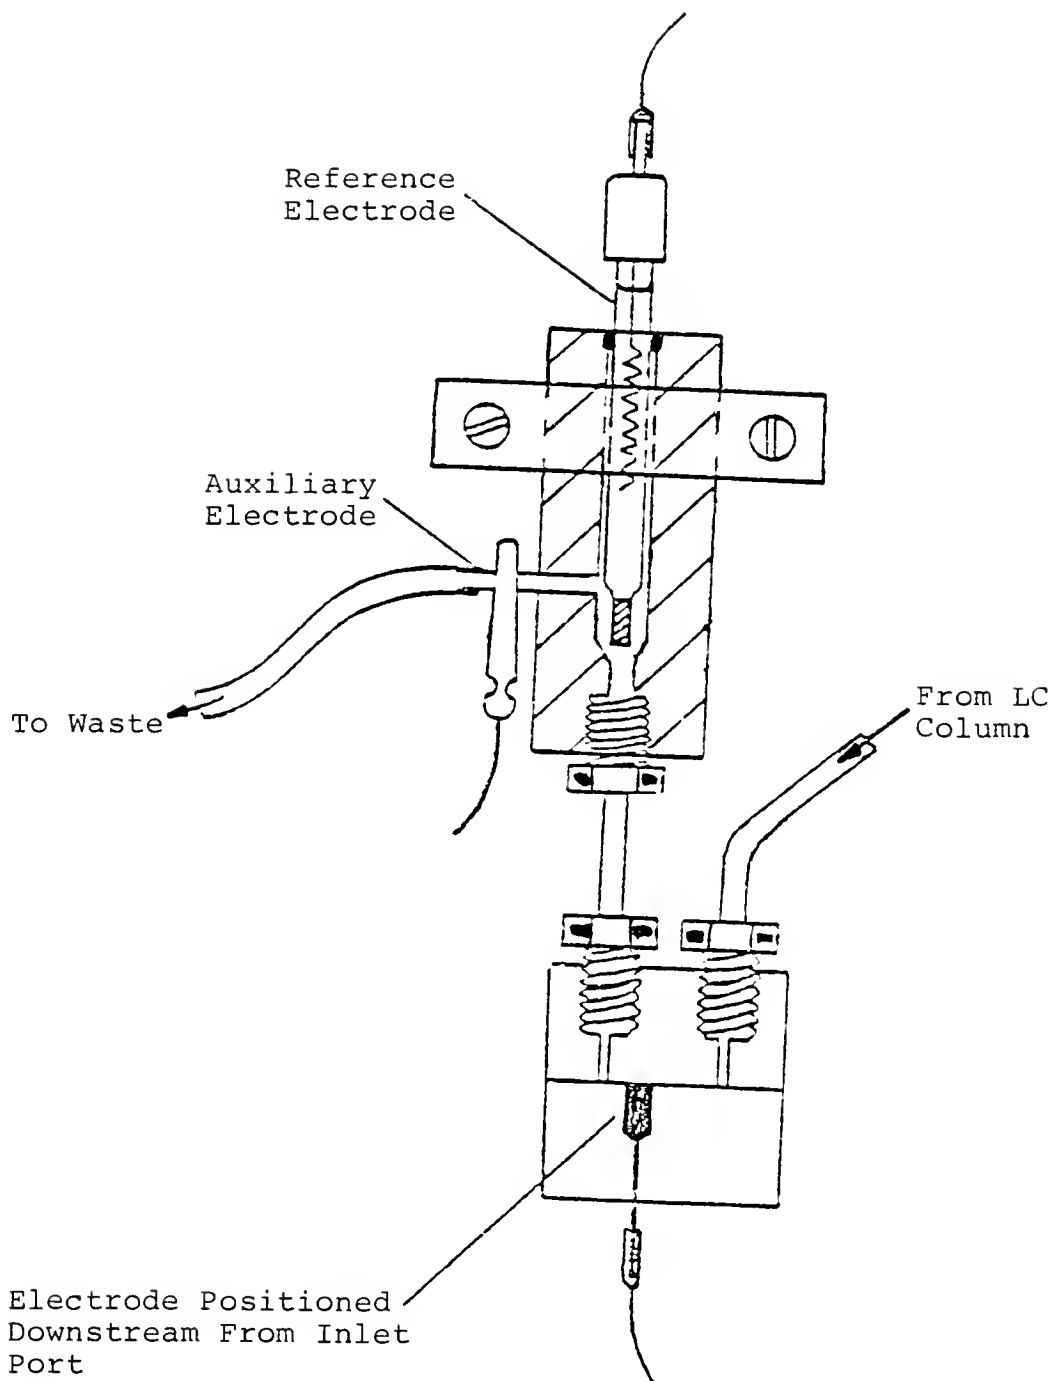 Reference
Electrode
Auxiliary
Electrode
To Waste
From LC
Column
Electrode Positioned
Downstream From Inlet
Port